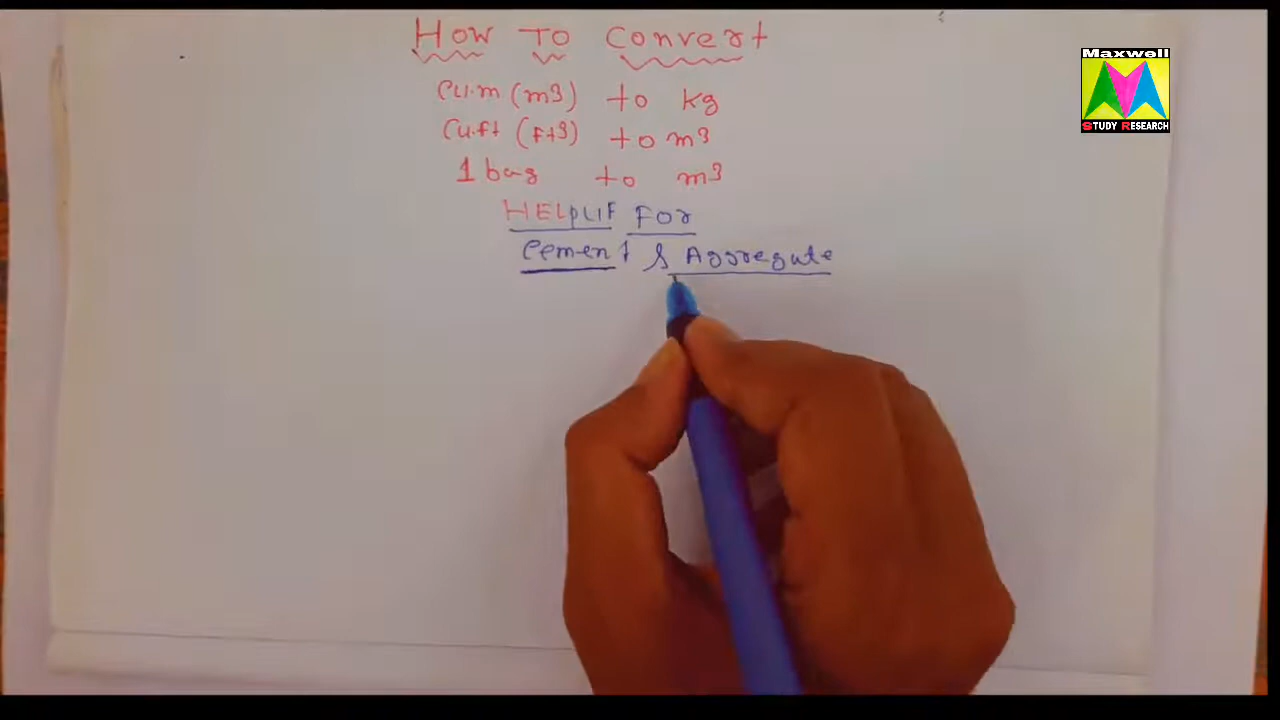 How To Convert
Cu.m (m3) to kg
Cu.ft (ft3) to m3
1 bag to m3
HELPLIF For
Cement & Aggregate
Maxwell
STUDY RESEARCH